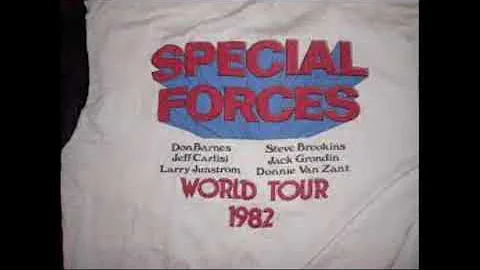 SPECIAL
FORCES
Don Barnes Steve Brookins
Jeff Carlisi Jack Grondin
Larry Junstrom Donnie Van Zant
WORLD TOUR
1982